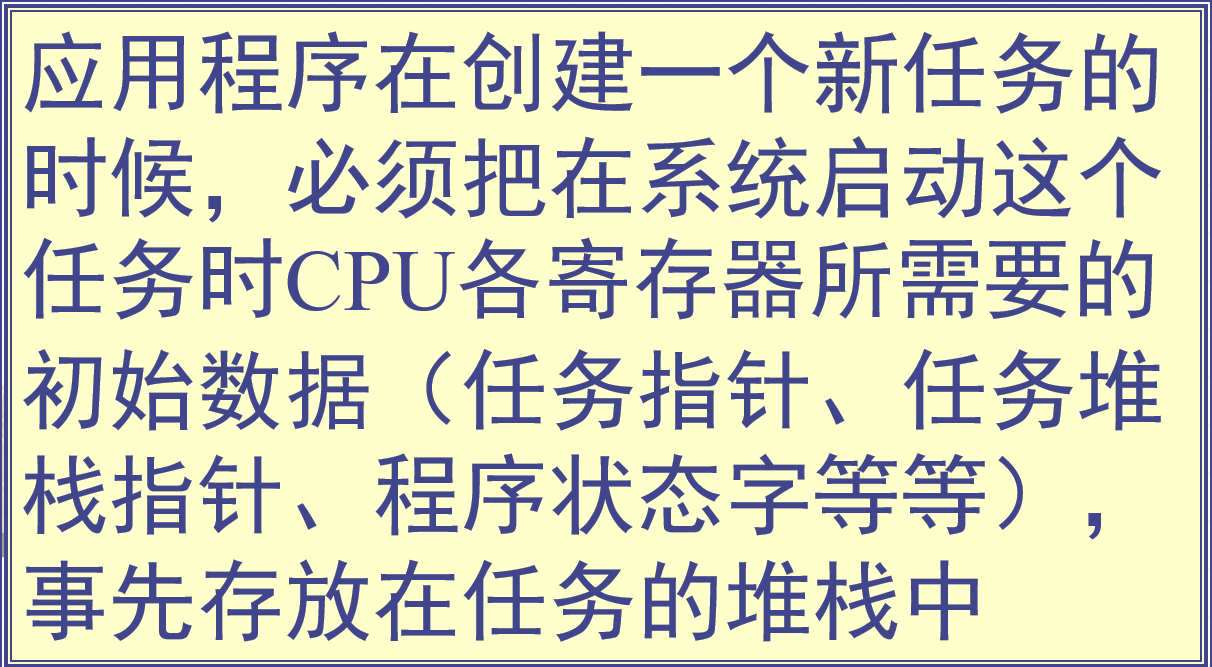 应用程序在创建一个新任务的
时候，必须把在系统启动这个
任务时CPU各寄存器所需要的
初始数据（任务指针、任务堆
栈指针、程序状态字等等），
事先存放在任务的堆栈中